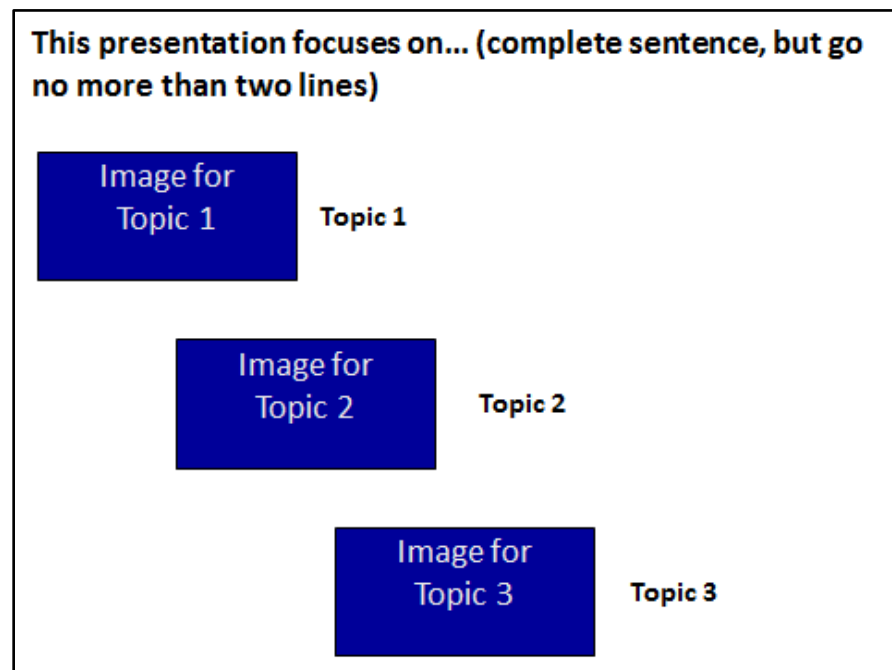 This presentation focuses on... (complete sentence, but go
no more than two lines)
Image for
Topic 1
Topic 1
Image for
Topic 2
Topic 2
Image for
Topic 3
Topic 3